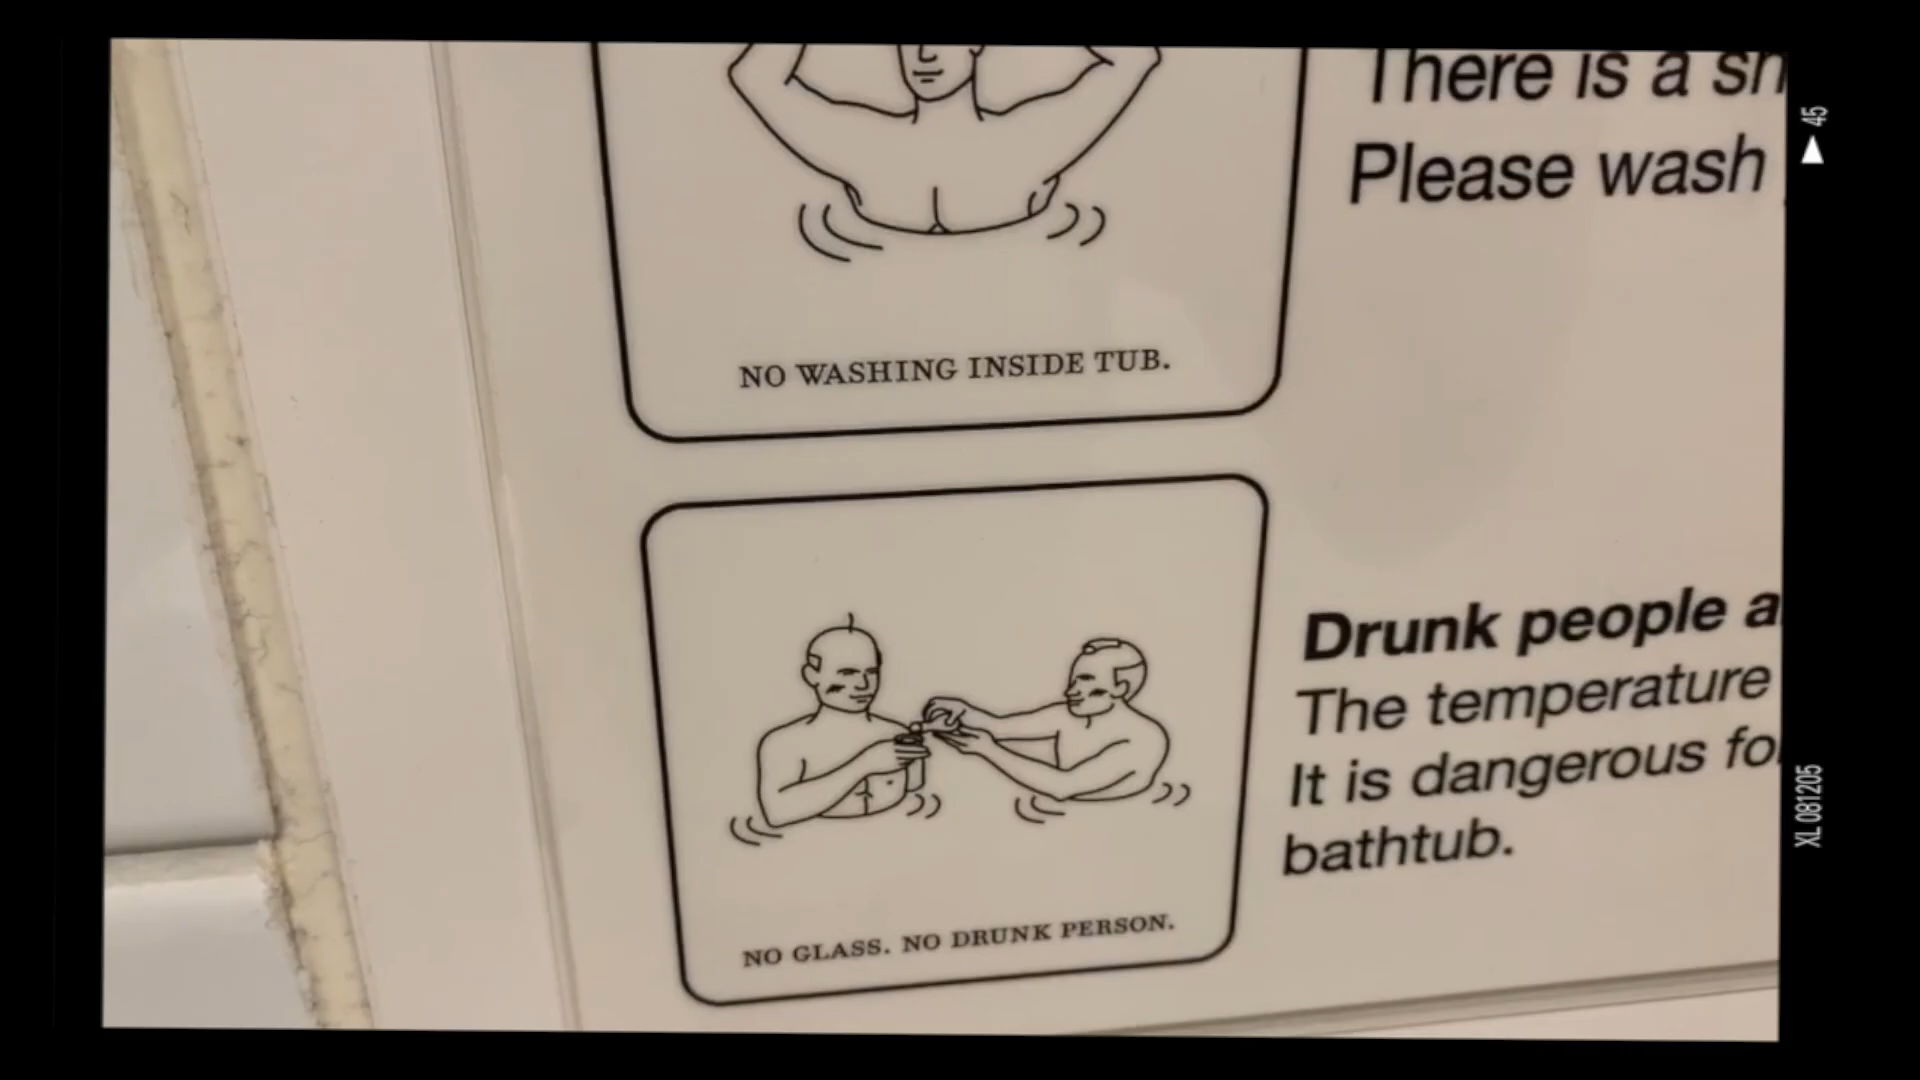 There is a
Please wash
NO WASHING INSIDE TUB.
Drunk people
The temperature
It is dangerous
bathtub.
NO GLASS. NO DRUNK PERSON.
45
XL 081205